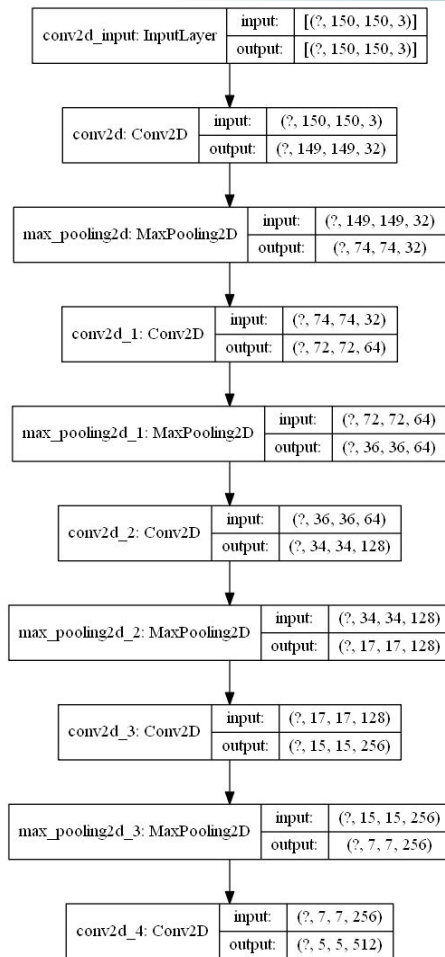 conv2d_input: InputLayer
input: [(?, 150, 150, 3)]
output: [(?, 150, 150, 3)]
conv2d: Conv2D
input: (?, 150, 150, 3)
output: (?, 149, 149, 32)
max_pooling2d: MaxPooling2D
input: (?, 149, 149, 32)
output: (?, 74, 74, 32)
conv2d_1: Conv2D
input: (?, 74, 74, 32)
output: (?, 72, 72, 64)
max_pooling2d_1: MaxPooling2D
input: (?, 72, 72, 64)
output: (?, 36, 36, 64)
conv2d_2: Conv2D
input: (?, 36, 36, 64)
output: (?, 34, 34, 128)
max_pooling2d_2: MaxPooling2D
input: (?, 34, 34, 128)
output: (?, 17, 17, 128)
conv2d_3: Conv2D
input: (?, 17, 17, 128)
output: (?, 15, 15, 256)
max_pooling2d_3: MaxPooling2D
input: (?, 15, 15, 256)
output: (?, 7, 7, 256)
conv2d_4: Conv2D
input: (?, 7, 7, 256)
output: (?, 5, 5, 512)